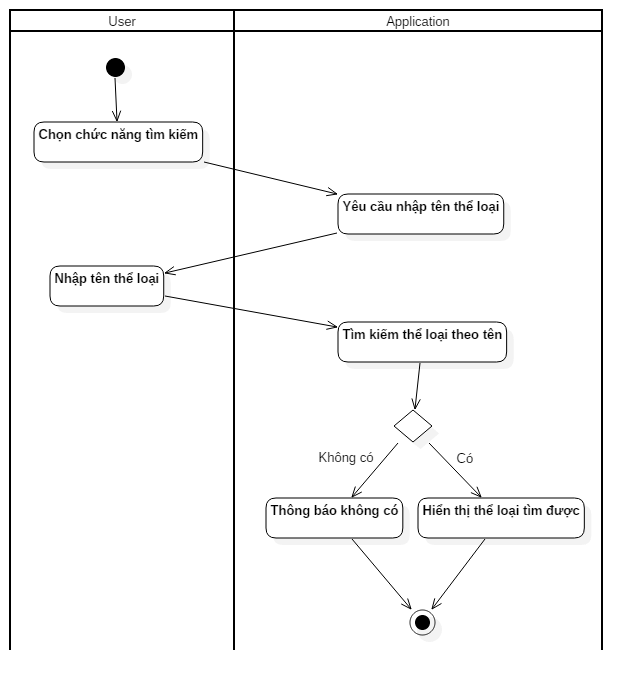 User
Application
Chọn chức năng tìm kiếm
Yêu cầu nhập tên thể loại
Nhập tên thể loại
Tìm kiếm thể loại theo tên
Không có
Có
Thông báo không có
Hiển thị thể loại tìm được